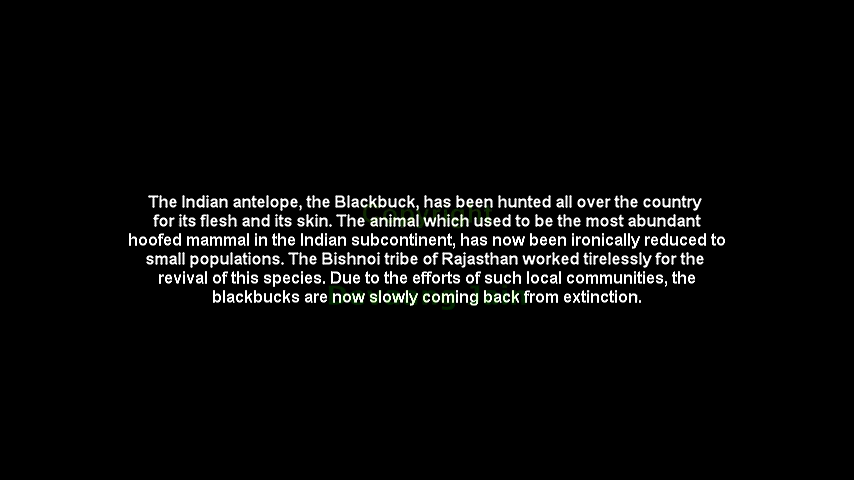 The Indian antelope, the Blackbuck, has been hunted all over the country
for its flesh and its skin. The animal which used to be the most abundant
hoofed mammal in the Indian subcontinent, has now been ironically reduced to
small populations. The Bishnoi tribe of Rajasthan worked tirelessly for the
revival of this species. Due to the efforts of such local communities, the
blackbucks are now slowly coming back from extinction.
Copyright